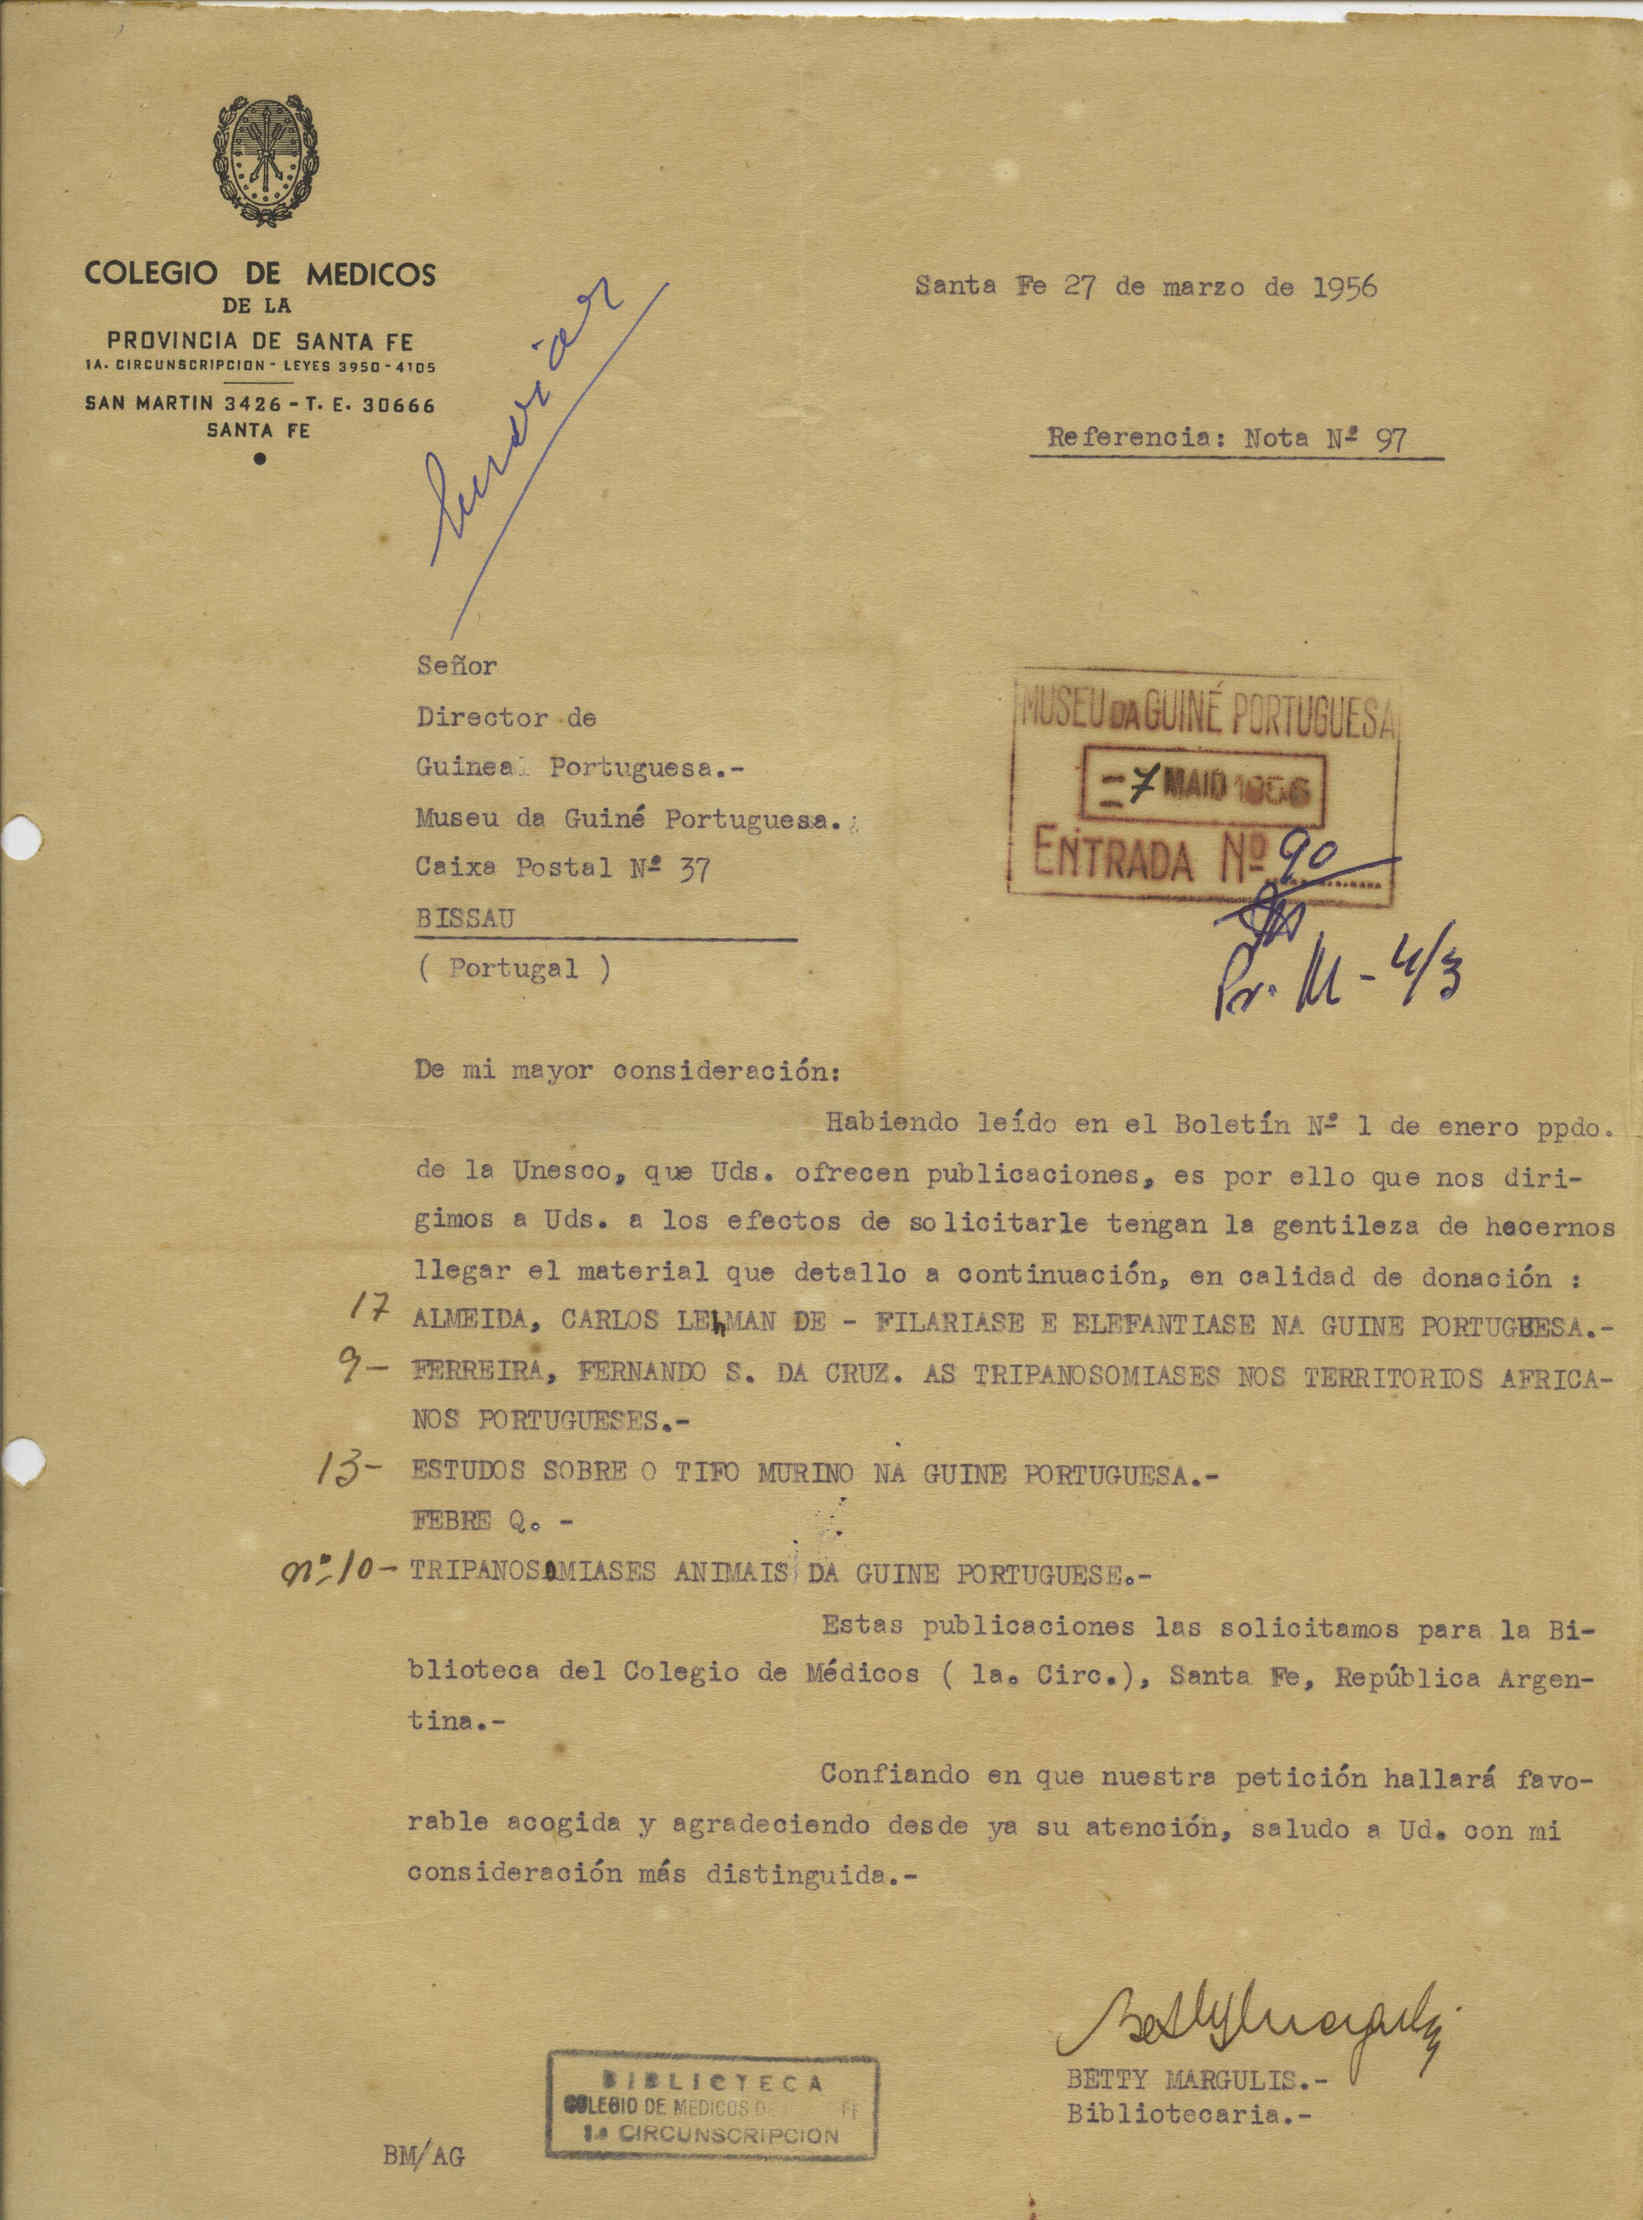 COLEGIO DE MEDICOS
DE LA
PROVINCIA DE SANTA FE
1A. CIRCUNSCRIPCION - LEYES 3950 - 4105
SAN MARTIN 3426 - T. E. 30666
SANTA FE
Enviar
Santa Fe 27 de marzo de 1956
Referencia: Nota Nº 97
Señor
Director de
Guinea Portuguesa.-
Museu da Guiné Portuguesa.
Caixa Postal Nº 37
BISSAU
( Portugal )
MUSEU DA GUINÉ PORTUGUESA
=7 MAIO 1956
ENTRADA Nº 90
Pr. M - 4/3
De mi mayor consideración:
Habiendo leído en el Boletín Nº 1 de enero ppdo.
de la Unesco, que Uds. ofrecen publicaciones, es por ello que nos diri-
gimos a Uds. a los efectos de solicitarle tengan la gentileza de hacernos
llegar el material que detallo a continuación, en calidad de donación :
17 ALMEIDA, CARLOS LEhMAN DE - FILARIASE E ELEFANTIASE NA GUINE PORTUGUESA.-
9- FERREIRA, FERNANDO S. DA CRUZ. AS TRIPANOSOMIASES NOS TERRITORIOS AFRICA-
NOS PORTUGUESES.-
13- ESTUDOS SOBRE O TIFO MURINO NA GUINE PORTUGUESA.-
FEBRE Q. -
nº 10- TRIPANOSOMIASES ANIMAIS DA GUINE PORTUGUESE.-
Estas publicaciones las solicitamos para la Bi-
blioteca del Colegio de Médicos ( 1a. Circ.), Santa Fe, República Argen-
tina.-
Confiando en que nuestra petición hallará favo-
rable acogida y agradeciendo desde ya su atención, saludo a Ud. con mi
consideración más distinguida.-
Betty Margulis
BETTY MARGULIS.-
Bibliotecaria.-
BIBLIOTECA
COLEGIO DE MEDICOS DE FE
1a CIRCUNSCRIPCION
BM/AG